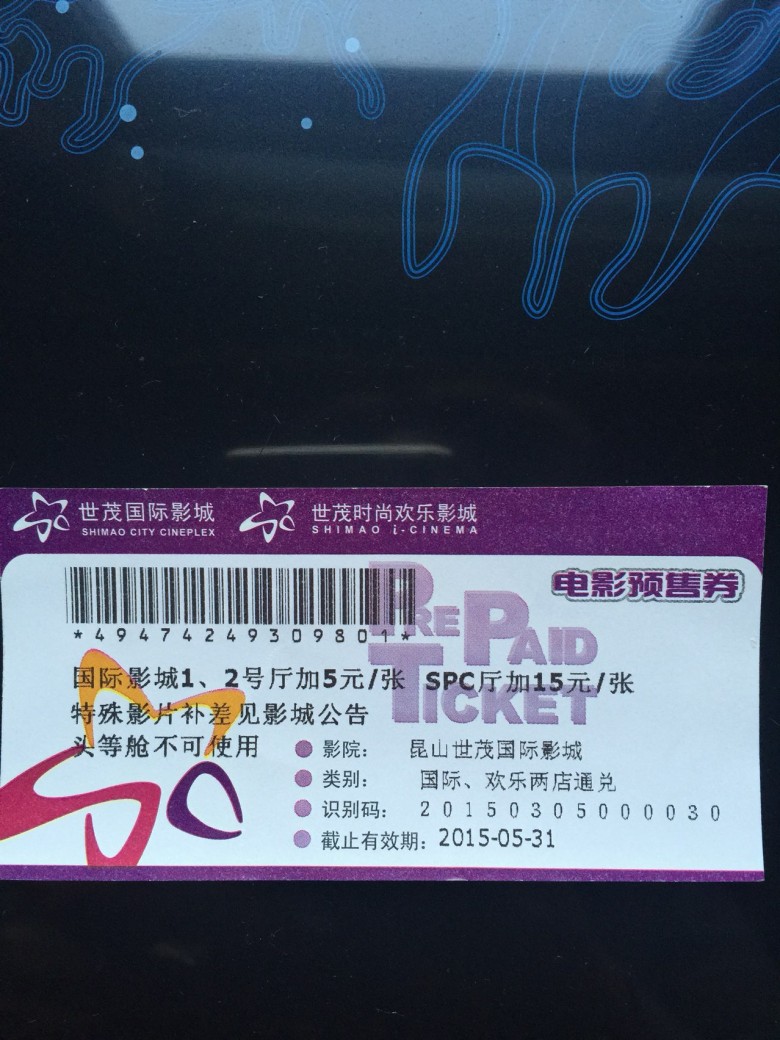 世茂国际影城 世茂时尚欢乐影城
SHIMAO CITY CINEPLEX SHIMAO i-CINEMA
电影预售券
*494742493098​01*
PREPAID
TICKET
国际影城1、2号厅加5元/张 SPC厅加15元/张
特殊影片补差见影城公告
头等舱不可使用
影院： 昆山世茂国际影城
类别： 国际、欢乐两店通兑
识别码： 201503050000030
截止有效期：2015-05-31